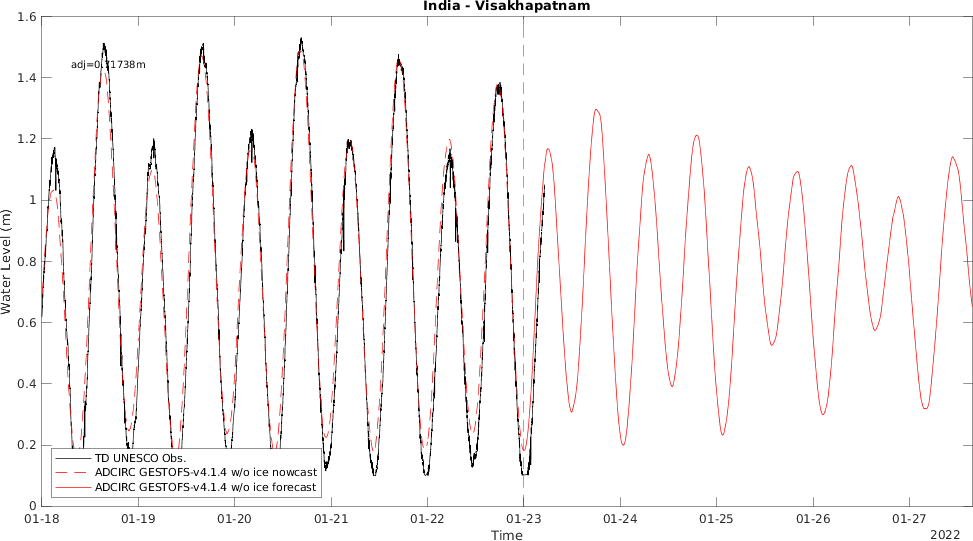 India - Visakhapatnam
1.6
1.4
1.2
1
0.8
0.6
0.4
0.2
0
Water Level (m)
adj=0.11738m
TD UNESCO Obs.
ADCIRC GESTOFS-v4.1.4 w/o ice nowcast
ADCIRC GESTOFS-v4.1.4 w/o ice forecast
01-18 01-19 01-20 01-21 01-22 01-23 01-24 01-25 01-26 01-27
Time
2022